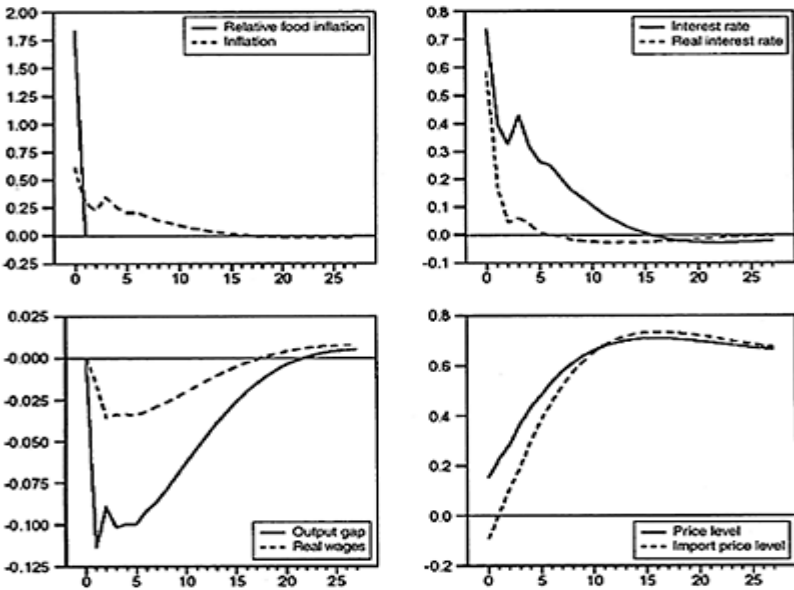 2.00
1.75
1.50
1.25
1.00
0.75
0.50
0.25
0.00
-0.25
0 5 10 15 20 25
Relative food inflation
Inflation
0.8
0.7
0.6
0.5
0.4
0.3
0.2
0.1
0.0
-0.1
0 5 10 15 20 25
Interest rate
Real interest rate
0.025
-0.000
-0.025
-0.050
-0.075
-0.100
-0.125
0 5 10 15 20 25
Output gap
Real wages
0.8
0.6
0.4
0.2
0.0
-0.2
0 5 10 15 20 25
Price level
Import price level